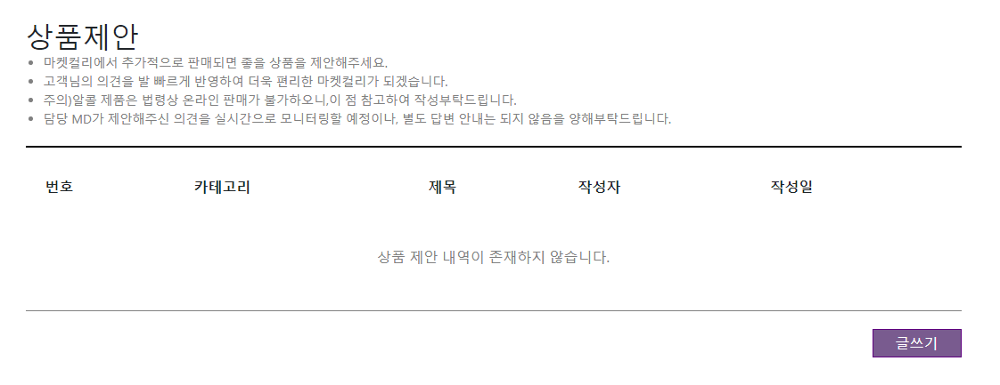 상품제안
마켓컬리에서 추가적으로 판매되면 좋을 상품을 제안해주세요.
고객님의 의견을 발 빠르게 반영하여 더욱 편리한 마켓컬리가 되겠습니다.
주의)알콜 제품은 법령상 온라인 판매가 불가하오니,이 점 참고하여 작성부탁드립니다.
담당 MD가 제안해주신 의견을 실시간으로 모니터링할 예정이나, 별도 답변 안내는 되지 않음을 양해부탁드립니다.
번호 카테고리 제목 작성자 작성일
상품 제안 내역이 존재하지 않습니다.
글쓰기